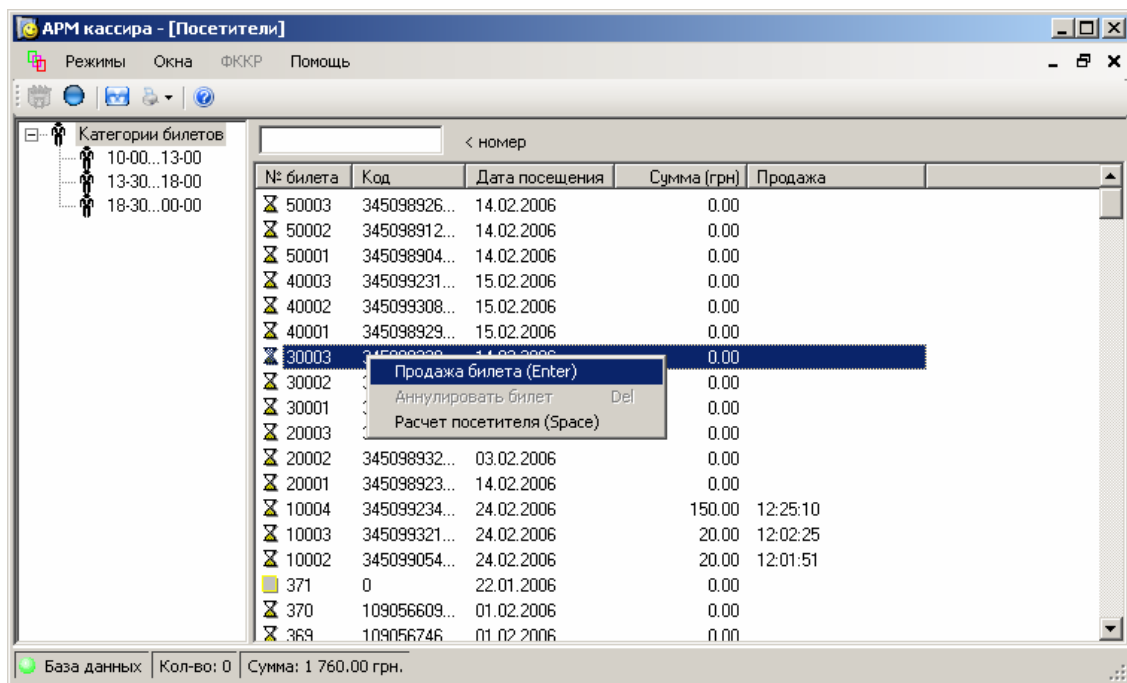 АРМ кассира - [Посетители]
Режимы Окна ФККР Помощь
Категории билетов
10-00...13-00
13-30...18-00
18-30...00-00
< номер
№ билета Код Дата посещения Сумма (грн) Продажа
50003 345098926... 14.02.2006 0.00
50002 345098912... 14.02.2006 0.00
50001 345098904... 14.02.2006 0.00
40003 345099231... 15.02.2006 0.00
40002 345099308... 15.02.2006 0.00
40001 345098929... 15.02.2006 0.00
30003 0.00
Продажа билета (Enter)
30002 0.00
Аннулировать билет Del
30001 0.00
Расчет посетителя (Space)
20003 0.00
20002 345098932... 03.02.2006 0.00
20001 345098923... 14.02.2006 0.00
10004 345099234... 24.02.2006 150.00 12:25:10
10003 345099321... 24.02.2006 20.00 12:02:25
10002 345099054... 24.02.2006 20.00 12:01:51
371 0 22.01.2006 0.00
370 109056609... 01.02.2006 0.00
369 109056746... 01.02.2006 0.00
База данных Кол-во: 0 Сумма: 1 760.00 грн.